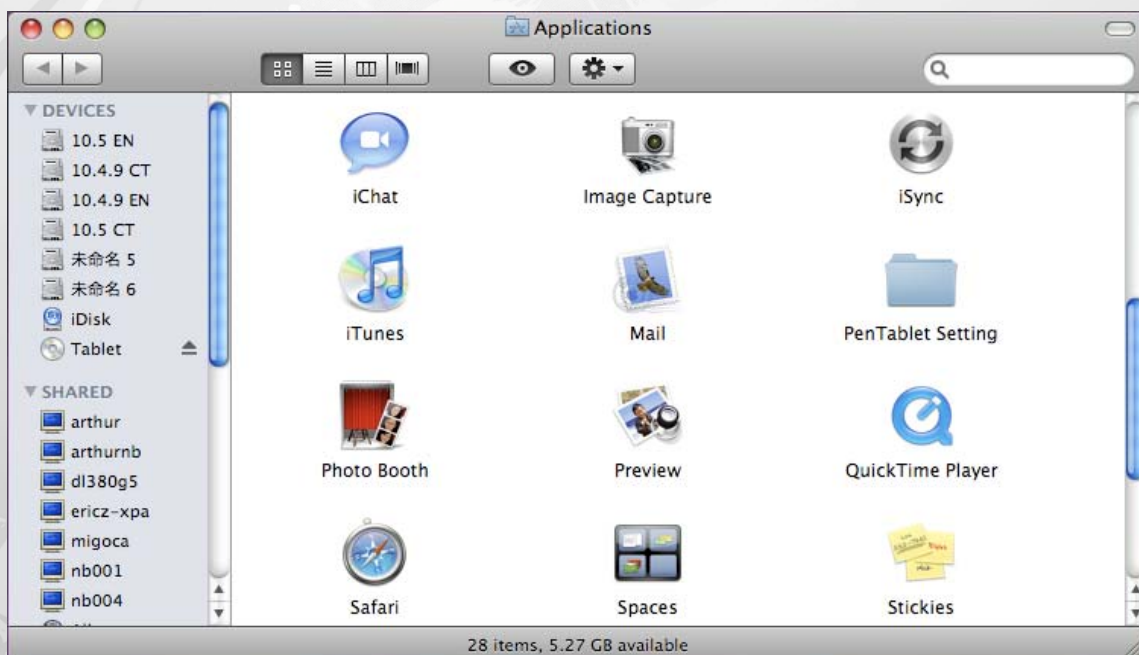 Applications
DEVICES
10.5 EN
10.4.9 CT
10.4.9 EN
10.5 CT
未命名 5
未命名 6
iDisk
Tablet
SHARED
arthur
arthurnb
dl380g5
ericz-xpa
migoca
nb001
nb004
iChat
Image Capture
iSync
iTunes
Mail
PenTablet Setting
Photo Booth
Preview
QuickTime Player
Safari
Spaces
Stickies
28 items, 5.27 GB available